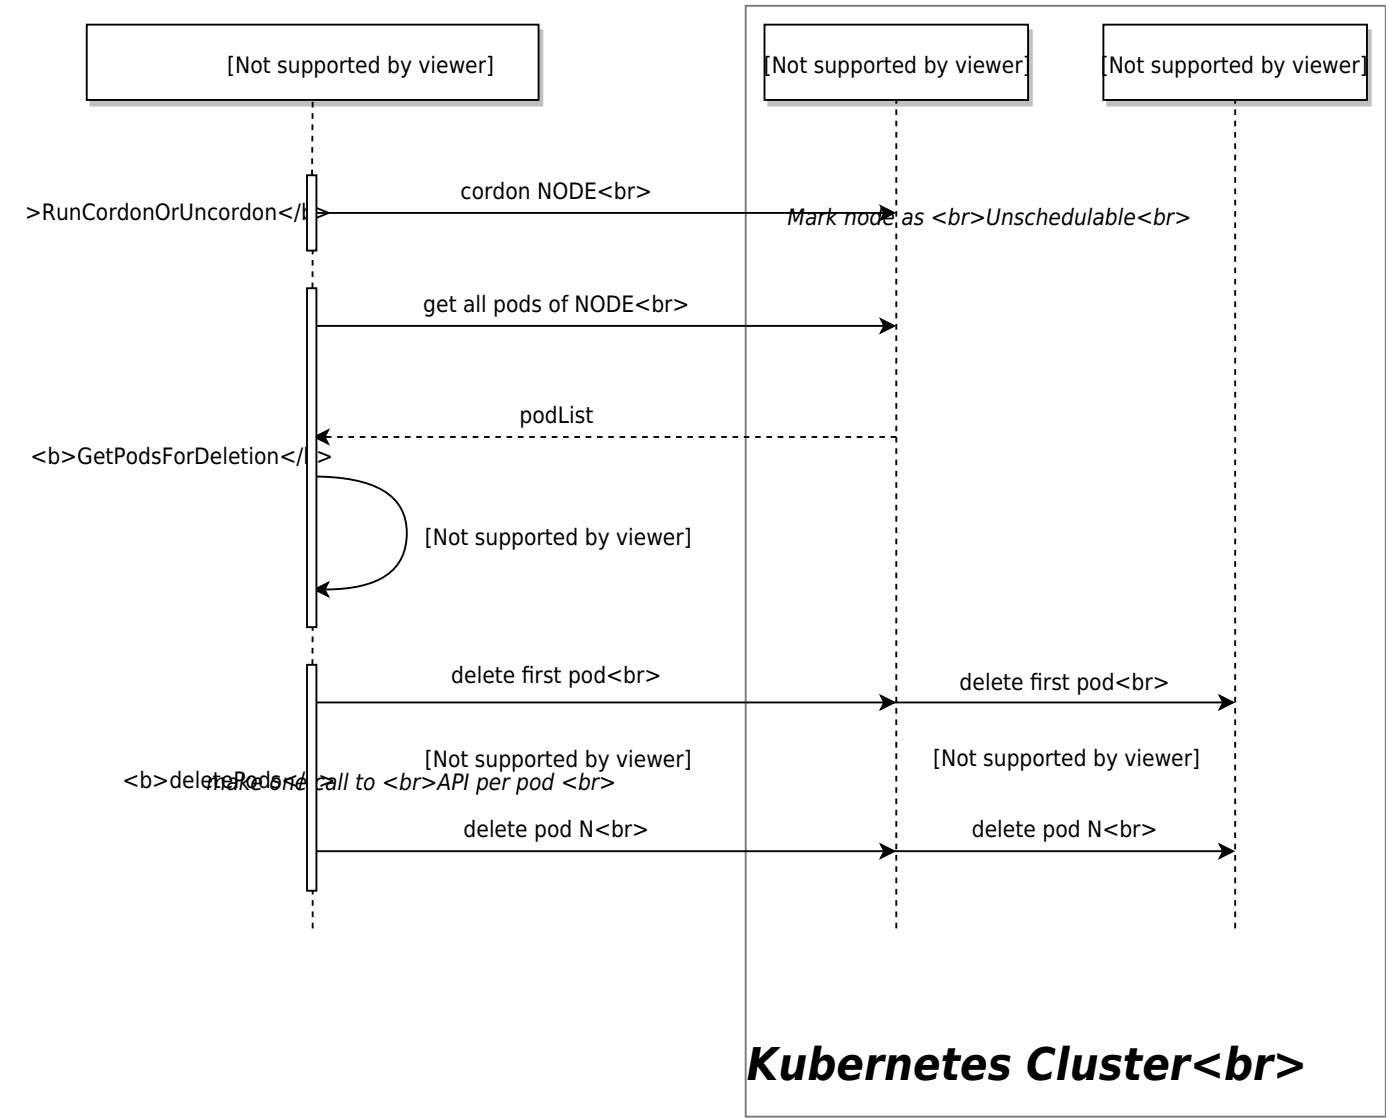 [Not supported by viewer]
[Not supported by viewer]
[Not supported by viewer]
cordon NODE<br>
>RunCordonOrUncordon</b>
Mark node as <br>Unschedulable<br>
get all pods of NODE<br>
podList
<b>GetPodsForDeletion</b>
[Not supported by viewer]
delete first pod<br>
delete first pod<br>
[Not supported by viewer]
[Not supported by viewer]
<b>deletePods</b>
make one call to <br>API per pod <br>
delete pod N<br>
delete pod N<br>
Kubernetes Cluster<br>